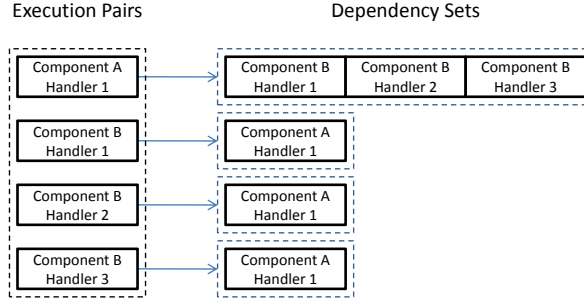 Execution Pairs
Dependency Sets
Component A
Handler 1
Component B
Handler 1
Component B
Handler 2
Component B
Handler 3
Component B
Handler 1
Component A
Handler 1
Component B
Handler 2
Component A
Handler 1
Component B
Handler 3
Component A
Handler 1